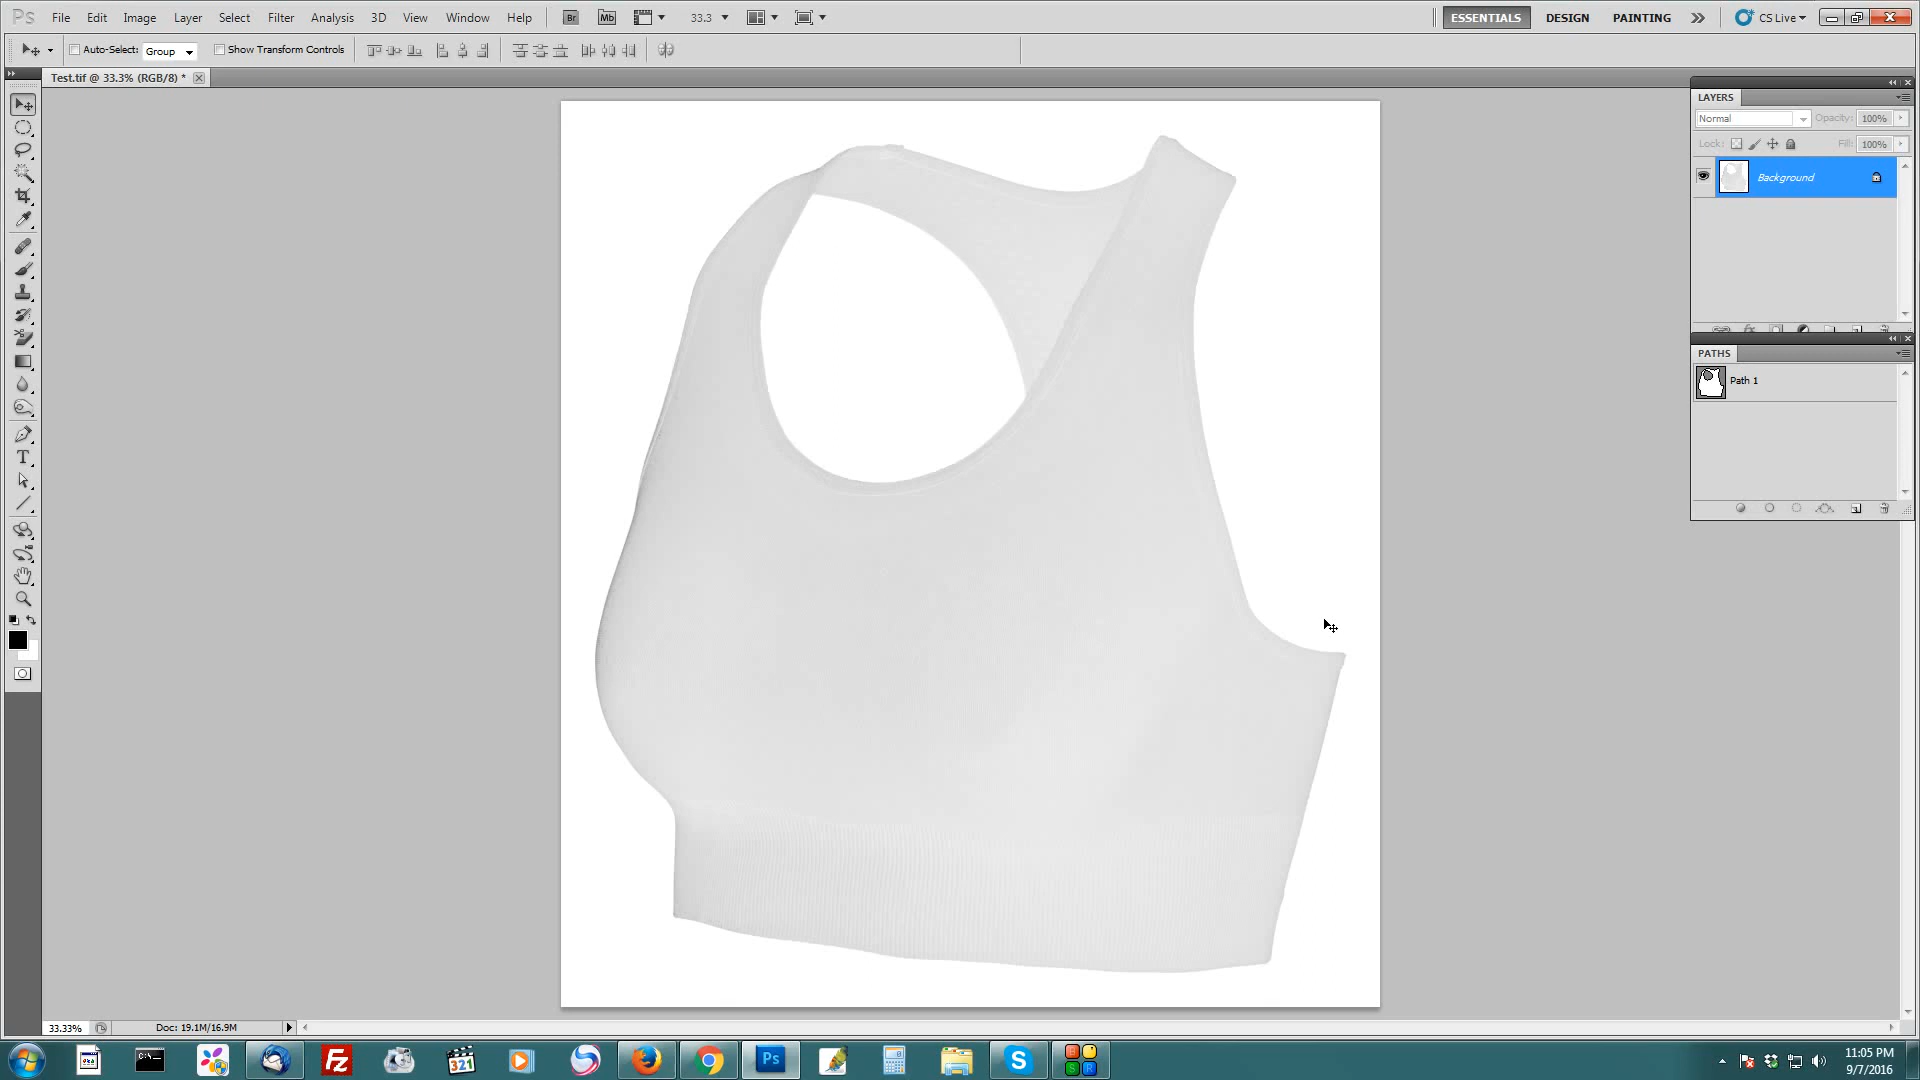 Ps File Edit Image Layer Select Filter Analysis 3D View Window Help Br Mb 33.3 ESSENTIALS DESIGN PAINTING CS Live
Auto-Select: Group Show Transform Controls
Test.tif @ 33.3% (RGB/8) *
LAYERS
Normal Opacity: 100%
Lock: Fill: 100%
Background
PATHS
Path 1
T
33.33% Doc: 19.1M/16.9M
C:\ FZ 321 Ps S S R
11:05 PM
9/7/2016